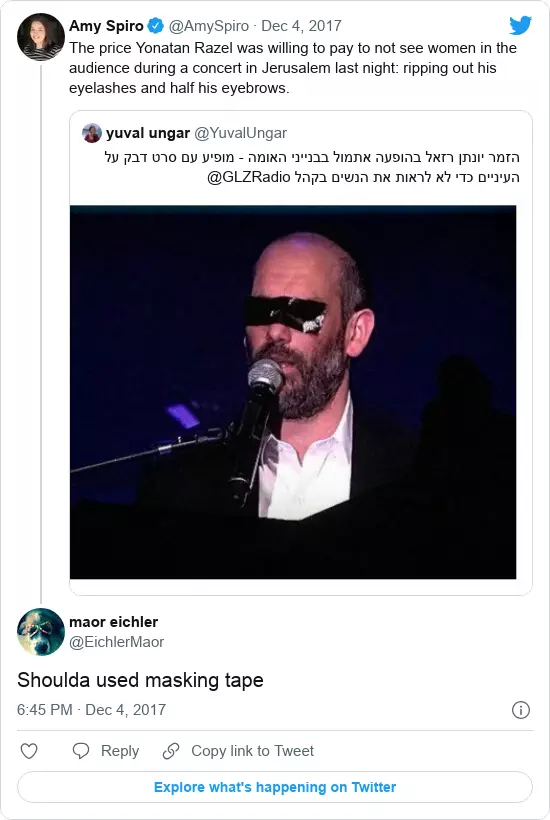 Amy Spiro @AmySpiro · Dec 4, 2017
The price Yonatan Razel was willing to pay to not see women in the
audience during a concert in Jerusalem last night: ripping out his
eyelashes and half his eyebrows.
yuval ungar @YuvalUngar
הזמר יונתן רזאל בהופעה אתמול בבנייני האומה - מופיע עם סרט דבק על
העיניים כדי לא לראות את הנשים בקהל @GLZRadio
maor eichler
@EichlerMaor
Shoulda used masking tape
6:45 PM · Dec 4, 2017
Reply
Copy link to Tweet
Explore what's happening on Twitter